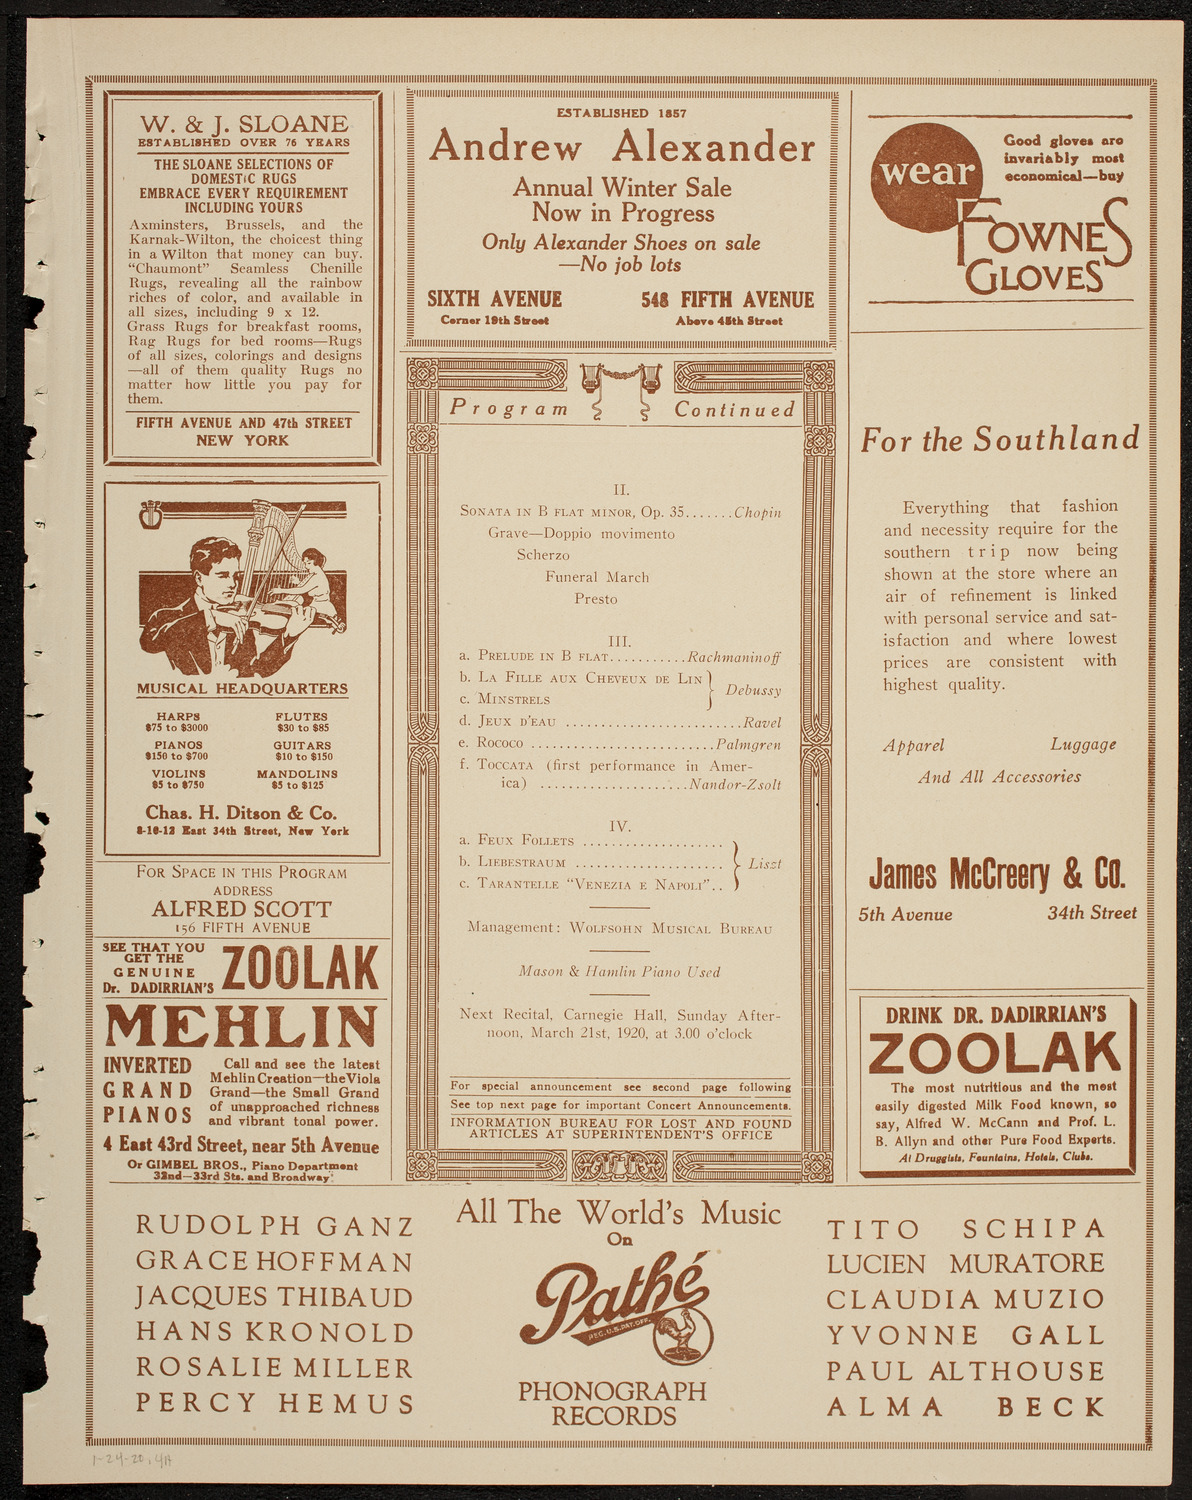 W. & J. SLOANE
ESTABLISHED OVER 76 YEARS
THE SLOANE SELECTIONS OF
DOMESTIC RUGS
EMBRACE EVERY REQUIREMENT
INCLUDING YOURS
Axminsters, Brussels, and the
Karnak-Wilton, the choicest thing
in a Wilton that money can buy.
"Chaumont" Seamless Chenille
Rugs, revealing all the rainbow
riches of color, and available in
all sizes, including 9 x 12.
Grass Rugs for breakfast rooms,
Rag Rugs for bed rooms—Rugs
of all sizes, colorings and designs
—all of them quality Rugs no
matter how little you pay for
them.
FIFTH AVENUE AND 47th STREET
NEW YORK
MUSICAL HEADQUARTERS
HARPS FLUTES
$75 to $3000 $30 to $85
PIANOS GUITARS
$150 to $700 $10 to $150
VIOLINS MANDOLINS
$5 to $750 $5 to $125
Chas. H. Ditson & Co.
8-10-12 East 34th Street, New York
FOR SPACE IN THIS PROGRAM
ADDRESS
ALFRED SCOTT
156 FIFTH AVENUE
SEE THAT YOU
GET THE
GENUINE
Dr. DADIRRIAN'S
ZOOLAK
MEHLIN
INVERTED
GRAND
PIANOS
Call and see the latest
Mehlin Creation—the Viola
Grand—the Small Grand
of unapproached richness
and vibrant tonal power.
4 East 43rd Street, near 5th Avenue
Or GIMBEL BROS., Piano Department
32nd—33rd Sts. and Broadway
ESTABLISHED 1857
Andrew Alexander
Annual Winter Sale
Now in Progress
Only Alexander Shoes on sale
—No job lots
SIXTH AVENUE 548 FIFTH AVENUE
Corner 19th Street Above 45th Street
Program Continued
II.
SONATA IN B FLAT MINOR, Op. 35.......Chopin
Grave—Doppio movimento
Scherzo
Funeral March
Presto
III.
a. PRELUDE IN B FLAT...........Rachmaninoff
b. LA FILLE AUX CHEVEUX DE LIN
c. MINSTRELS
Debussy
d. JEUX D'EAU ........................Ravel
e. ROCOCO .........................Palmgren
f. TOCCATA (first performance in Amer-
ica) .....................Nandor-Zsolt
IV.
a. FEUX FOLLETS ....................
b. LIEBESTRAUM .....................
c. TARANTELLE "VENEZIA E NAPOLI"..
Liszt
Management: WOLFSOHN MUSICAL BUREAU
Mason & Hamlin Piano Used
Next Recital, Carnegie Hall, Sunday After-
noon, March 21st, 1920, at 3.00 o'clock
For special announcement see second page following
See top next page for important Concert Announcements.
INFORMATION BUREAU FOR LOST AND FOUND
ARTICLES AT SUPERINTENDENT'S OFFICE
wear
Good gloves are
invariably most
economical—buy
FOWNES
GLOVES
For the Southland
Everything that fashion
and necessity require for the
southern trip now being
shown at the store where an
air of refinement is linked
with personal service and sat-
isfaction and where lowest
prices are consistent with
highest quality.
Apparel Luggage
And All Accessories
James McCreery & CO.
5th Avenue 34th Street
DRINK DR. DADIRRIAN'S
ZOOLAK
The most nutritious and the most
easily digested Milk Food known, so
say, Alfred W. McCann and Prof. L.
B. Allyn and other Pure Food Experts.
At Druggists, Fountains, Hotels, Clubs.
RUDOLPH GANZ
GRACE HOFFMAN
JACQUES THIBAUD
HANS KRONOLD
ROSALIE MILLER
PERCY HEMUS
All The World's Music
On
Pathé
REG. U.S. PAT. OFF.
PHONOGRAPH
RECORDS
TITO SCHIPA
LUCIEN MURATORE
CLAUDIA MUZIO
YVONNE GALL
PAUL ALTHOUSE
ALMA BECK
1-24-20